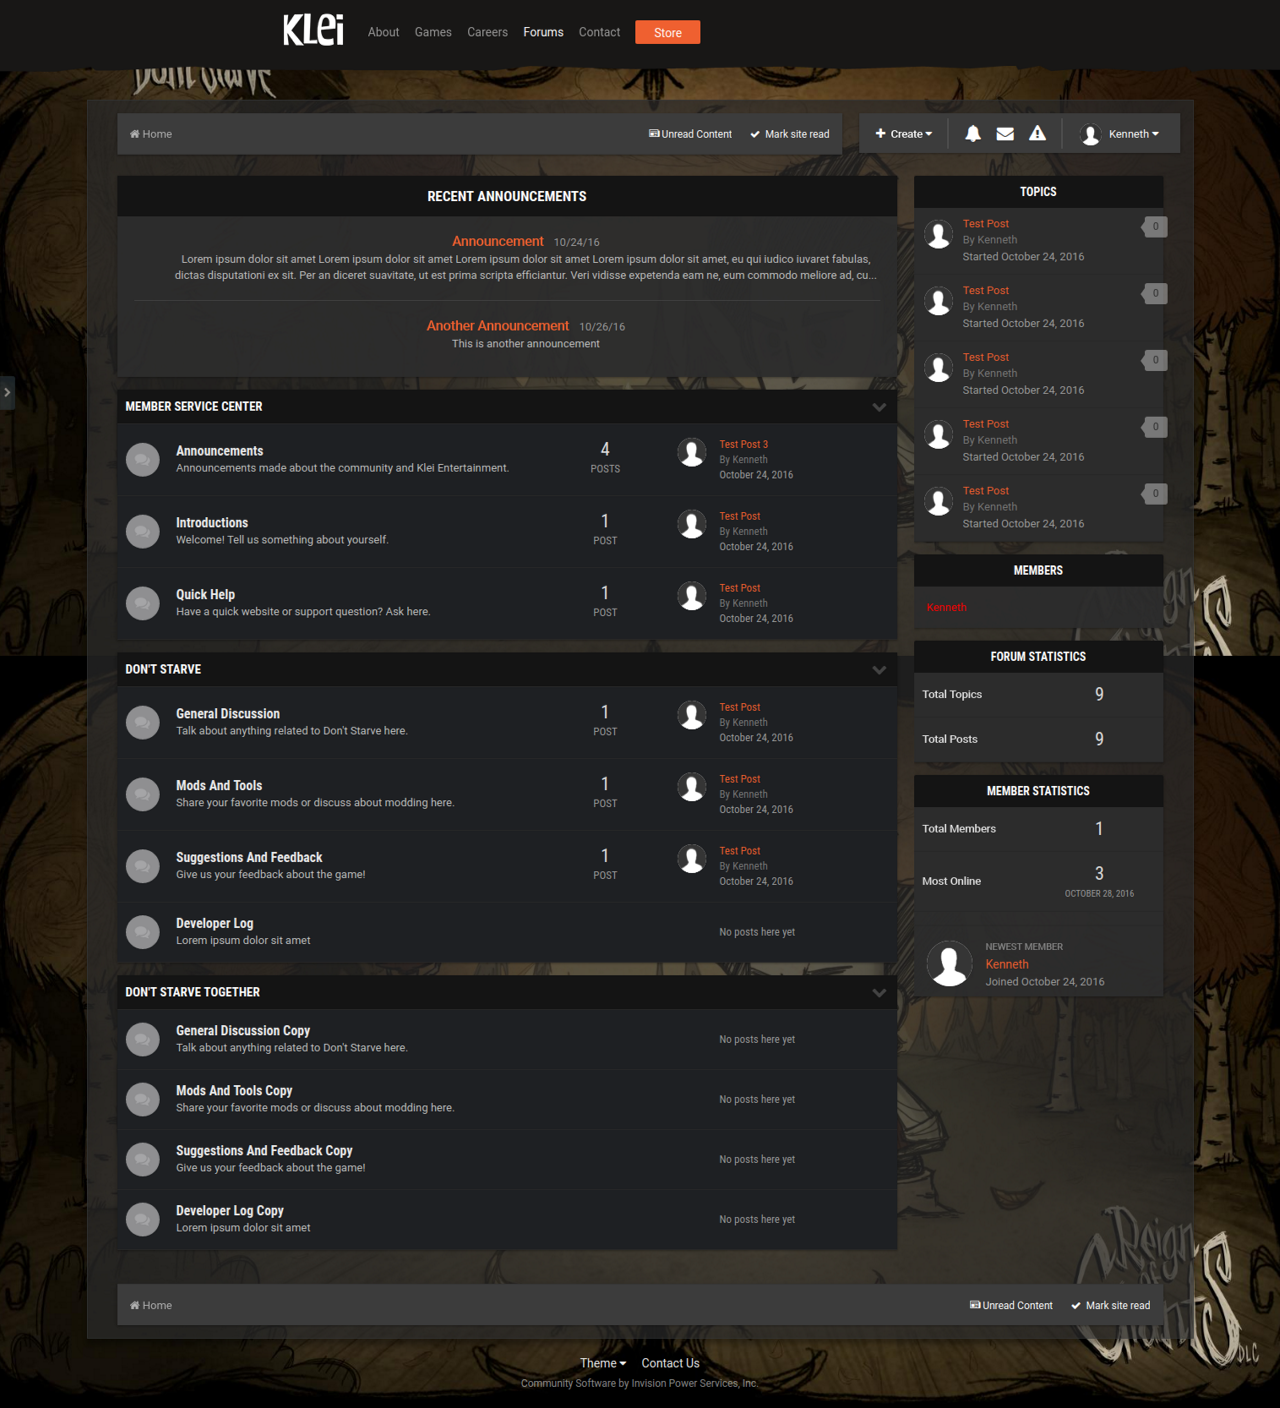 Klei
About Games Careers Forums Contact Store
Don't Starve
Home
Unread Content Mark site read
Create Kenneth
RECENT ANNOUNCEMENTS
Announcement 10/24/16
Lorem ipsum dolor sit amet Lorem ipsum dolor sit amet Lorem ipsum dolor sit amet Lorem ipsum dolor sit amet, eu qui iudico iuvaret fabulas,
dictas disputationi ex sit. Per an diceret suavitate, ut est prima scripta efficiantur. Veri vidisse expetenda eam ne, eum commodo meliore ad, cu...
Another Announcement 10/26/16
This is another announcement
MEMBER SERVICE CENTER
Announcements
Announcements made about the community and Klei Entertainment.
4
POSTS
Test Post 3
By Kenneth
October 24, 2016
Introductions
Welcome! Tell us something about yourself.
1
POST
Test Post
By Kenneth
October 24, 2016
Quick Help
Have a quick website or support question? Ask here.
1
POST
Test Post
By Kenneth
October 24, 2016
DON'T STARVE
General Discussion
Talk about anything related to Don't Starve here.
1
POST
Test Post
By Kenneth
October 24, 2016
Mods And Tools
Share your favorite mods or discuss about modding here.
1
POST
Test Post
By Kenneth
October 24, 2016
Suggestions And Feedback
Give us your feedback about the game!
1
POST
Test Post
By Kenneth
October 24, 2016
Developer Log
Lorem ipsum dolor sit amet
No posts here yet
DON'T STARVE TOGETHER
General Discussion Copy
Talk about anything related to Don't Starve here.
No posts here yet
Mods And Tools Copy
Share your favorite mods or discuss about modding here.
No posts here yet
Suggestions And Feedback Copy
Give us your feedback about the game!
No posts here yet
Developer Log Copy
Lorem ipsum dolor sit amet
No posts here yet
TOPICS
Test Post
By Kenneth
Started October 24, 2016
0
Test Post
By Kenneth
Started October 24, 2016
0
Test Post
By Kenneth
Started October 24, 2016
0
Test Post
By Kenneth
Started October 24, 2016
0
Test Post
By Kenneth
Started October 24, 2016
0
MEMBERS
Kenneth
FORUM STATISTICS
Total Topics 9
Total Posts 9
MEMBER STATISTICS
Total Members 1
Most Online 3
OCTOBER 28, 2016
NEWEST MEMBER
Kenneth
Joined October 24, 2016
Reign
of
Giants
DLC
Home
Unread Content Mark site read
Theme Contact Us
Community Software by Invision Power Services, Inc.